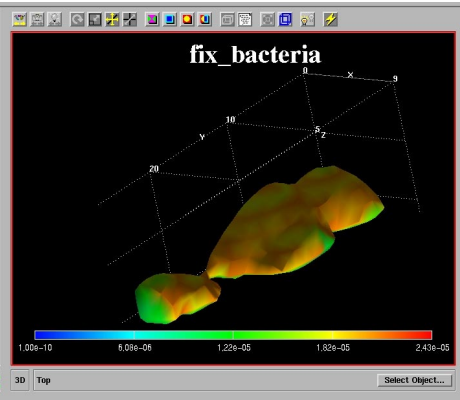 fix_bacteria
0 X 9
10 5 Z
Y
20
1.00e-10 6.08e-06 1.22e-05 1.82e-05 2.43e-05
3D Top Select Object...